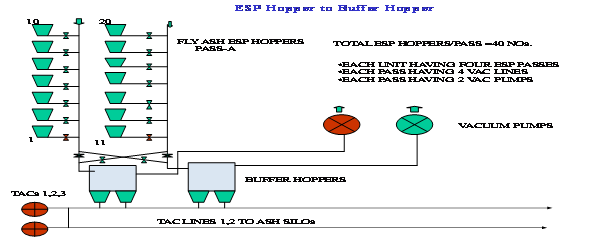 ESP Hopper to Buffer Hopper
10
20
FLY ASH ESP HOPPERS
PASS-A
TOTAL ESP HOPPERS/PASS =40 NOs.
*EACH UNIT HAVING FOUR ESP PASSES
*EACH PASS HAVING 4 VAC LINES
*EACH PASS HAVING 2 VAC PUMPS
VACUUM PUMPS
1
11
BUFFER HOPPERS
TACs 1,2,3
TAC LINES 1,2 TO ASH SILOs